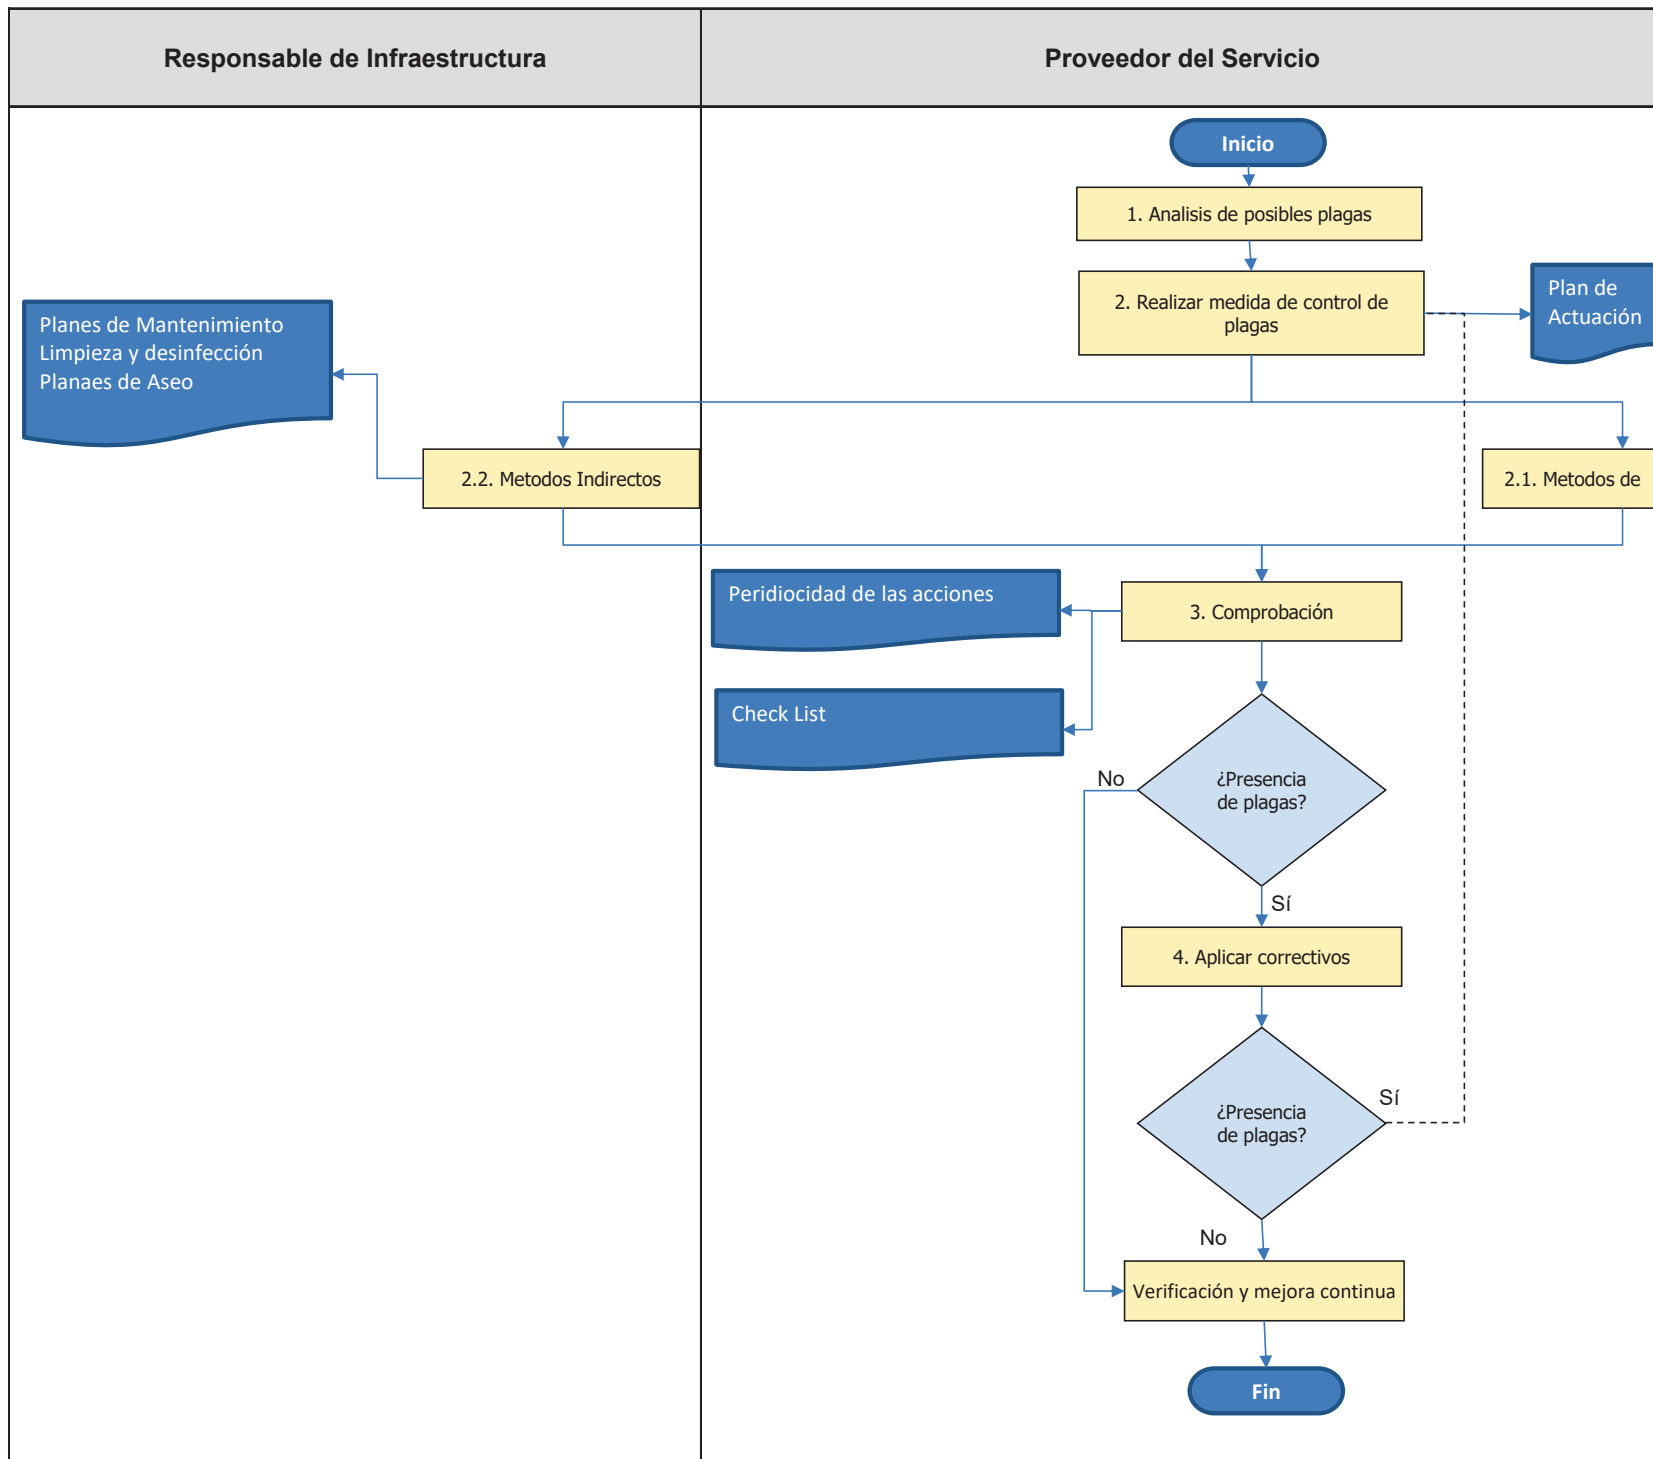 Responsable de Infraestructura
Proveedor del Servicio
Inicio
1. Analisis de posibles plagas
2. Realizar medida de control de
plagas
Plan de
Actuación
Planes de Mantenimiento
Limpieza y desinfección
Planaes de Aseo
2.2. Metodos Indirectos
2.1. Metodos de
Peridiocidad de las acciones
3. Comprobación
Check List
¿Presencia
de plagas?
No
Sí
4. Aplicar correctivos
¿Presencia
de plagas?
Sí
No
Verificación y mejora continua
Fin